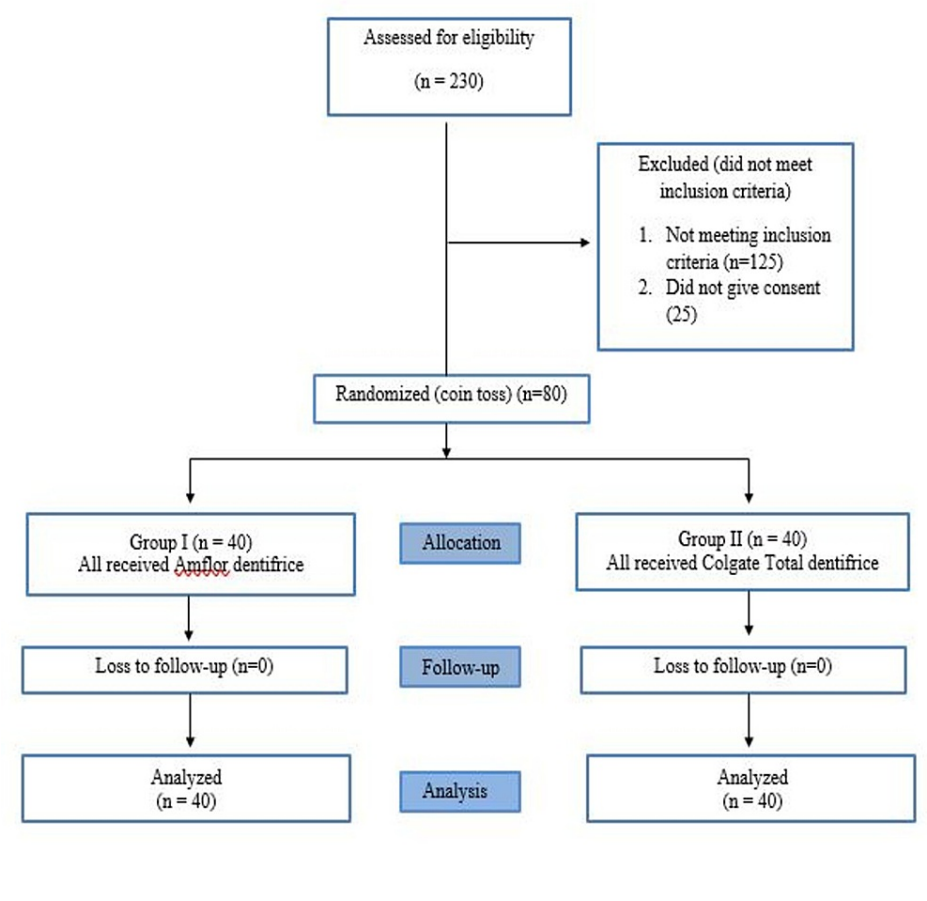 Assessed for eligibility
(n = 230)
Excluded (did not meet
inclusion criteria)
1. Not meeting inclusion
criteria (n=125)
2. Did not give consent
(25)
Randomized (coin toss) (n=80)
Group I (n = 40)
All received Amflor dentifrice
Allocation
Group II (n = 40)
All received Colgate Total dentifrice
Loss to follow-up (n=0)
Follow-up
Loss to follow-up (n=0)
Analyzed
(n = 40)
Analysis
Analyzed
(n = 40)